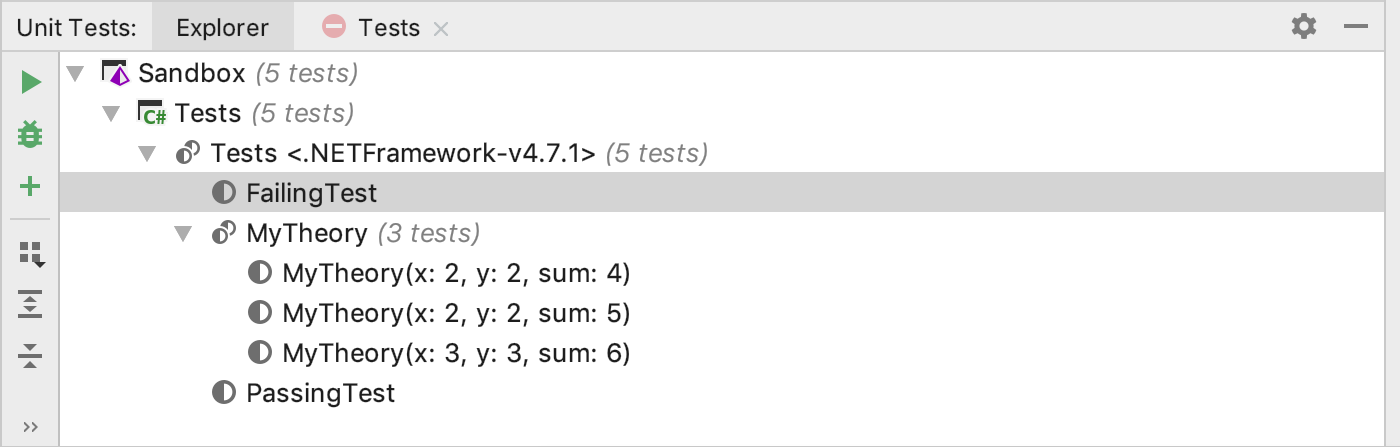 Unit Tests: Explorer Tests
Sandbox (5 tests)
C# Tests (5 tests)
Tests <.NETFramework-v4.7.1> (5 tests)
FailingTest
MyTheory (3 tests)
MyTheory(x: 2, y: 2, sum: 4)
MyTheory(x: 2, y: 2, sum: 5)
MyTheory(x: 3, y: 3, sum: 6)
PassingTest